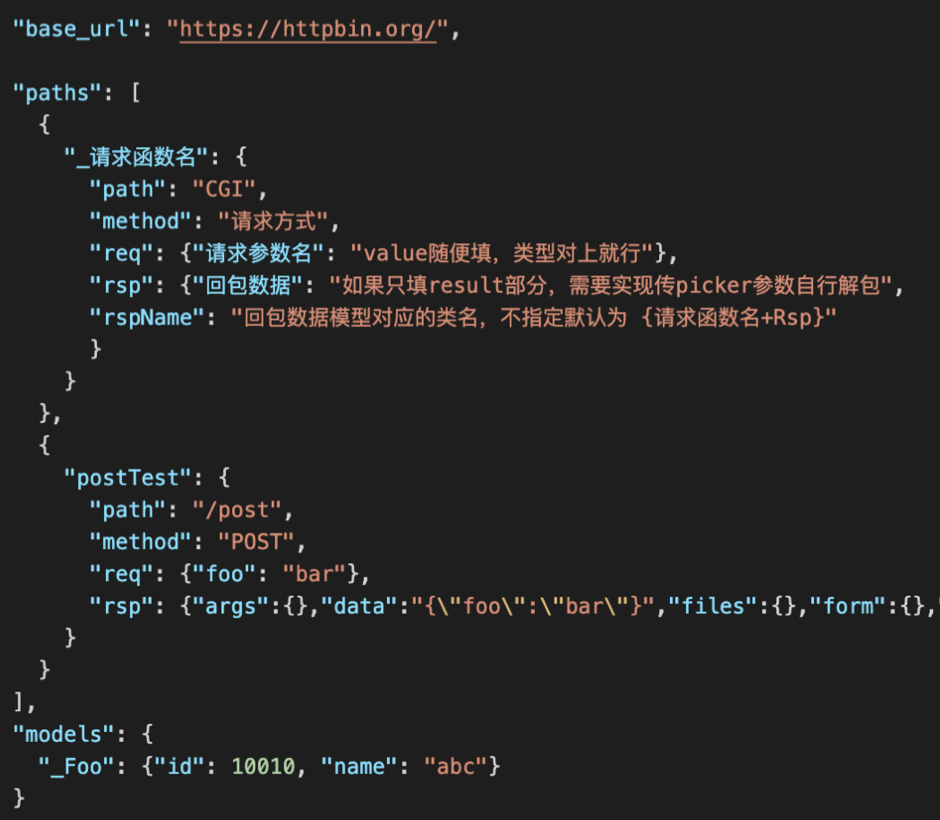 "base_url": "https://httpbin.org/",
"paths": [
{
"_请求函数名": {
"path": "CGI",
"method": "请求方式",
"req": {"请求参数名": "value随便填，类型对上就行"},
"rsp": {"回包数据": "如果只填result部分，需要实现传picker参数自行解包",
"rspName": "回包数据模型对应的类名，不指定默认为 {请求函数名+Rsp}"
}
}
},
{
"postTest": {
"path": "/post",
"method": "POST",
"req": {"foo": "bar"},
"rsp": {"args":{},"data":"{\"foo\":\"bar\"}","files":{},"form":{},"
}
}
],
"models": {
"_Foo": {"id": 10010, "name": "abc"}
}